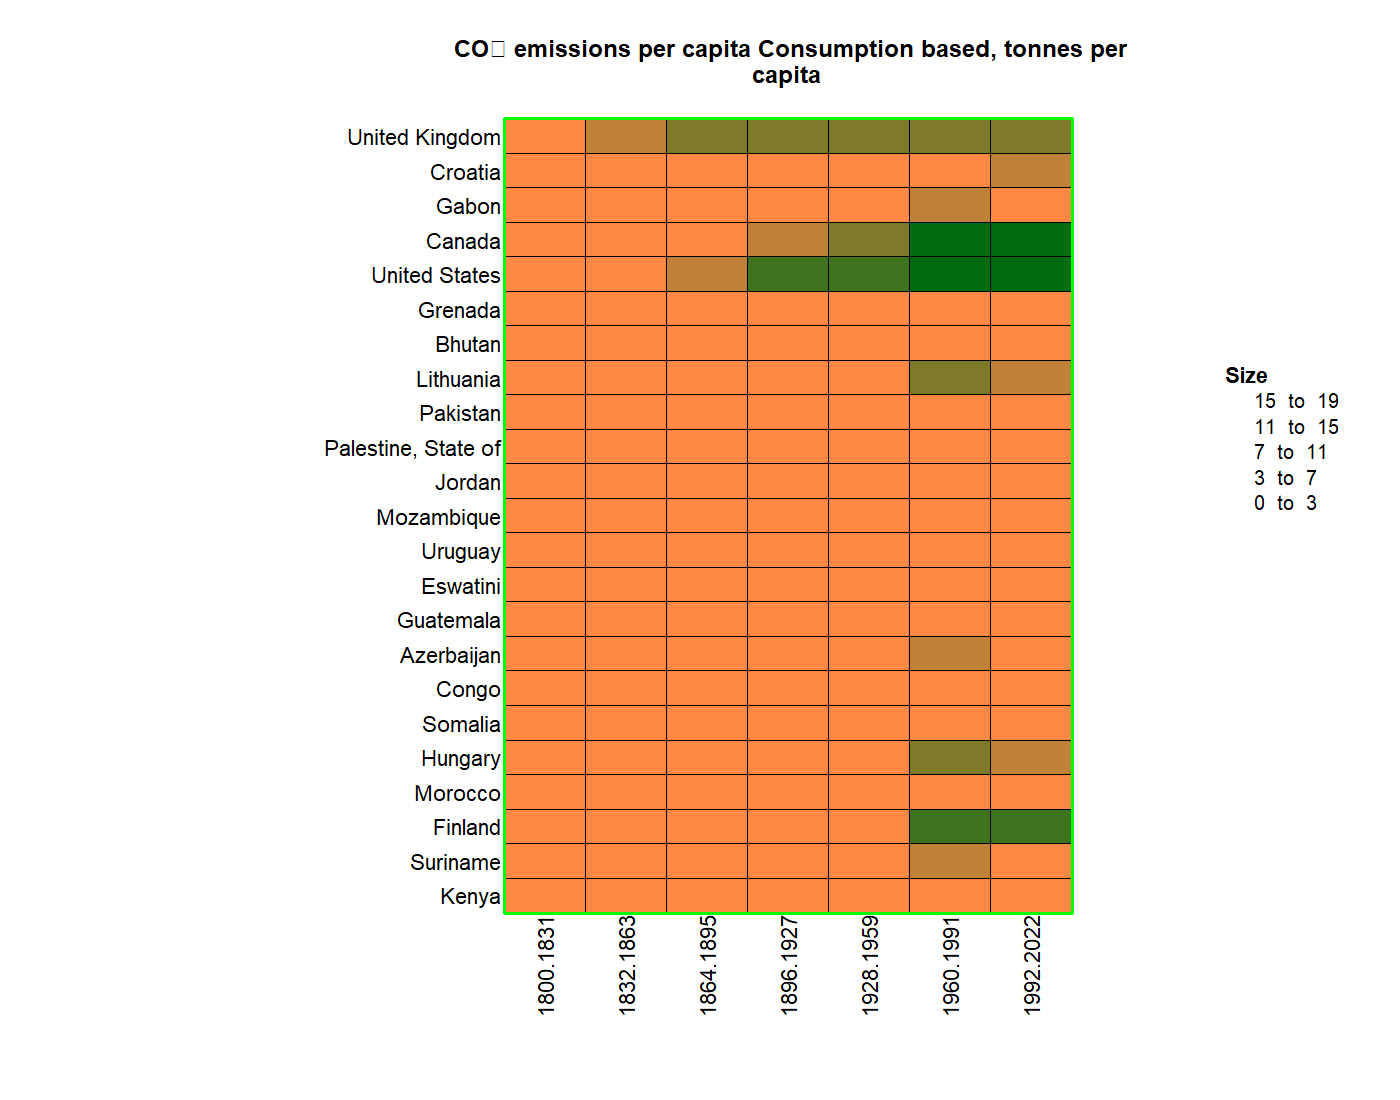 CO□ emissions per capita Consumption based, tonnes per
capita
United Kingdom
Croatia
Gabon
Canada
United States
Grenada
Bhutan
Lithuania
Pakistan
Palestine, State of
Jordan
Mozambique
Uruguay
Eswatini
Guatemala
Azerbaijan
Congo
Somalia
Hungary
Morocco
Finland
Suriname
Kenya
1800.1831
1832.1863
1864.1895
1896.1927
1928.1959
1960.1991
1992.2022
Size
15 to 19
11 to 15
7 to 11
3 to 7
0 to 3